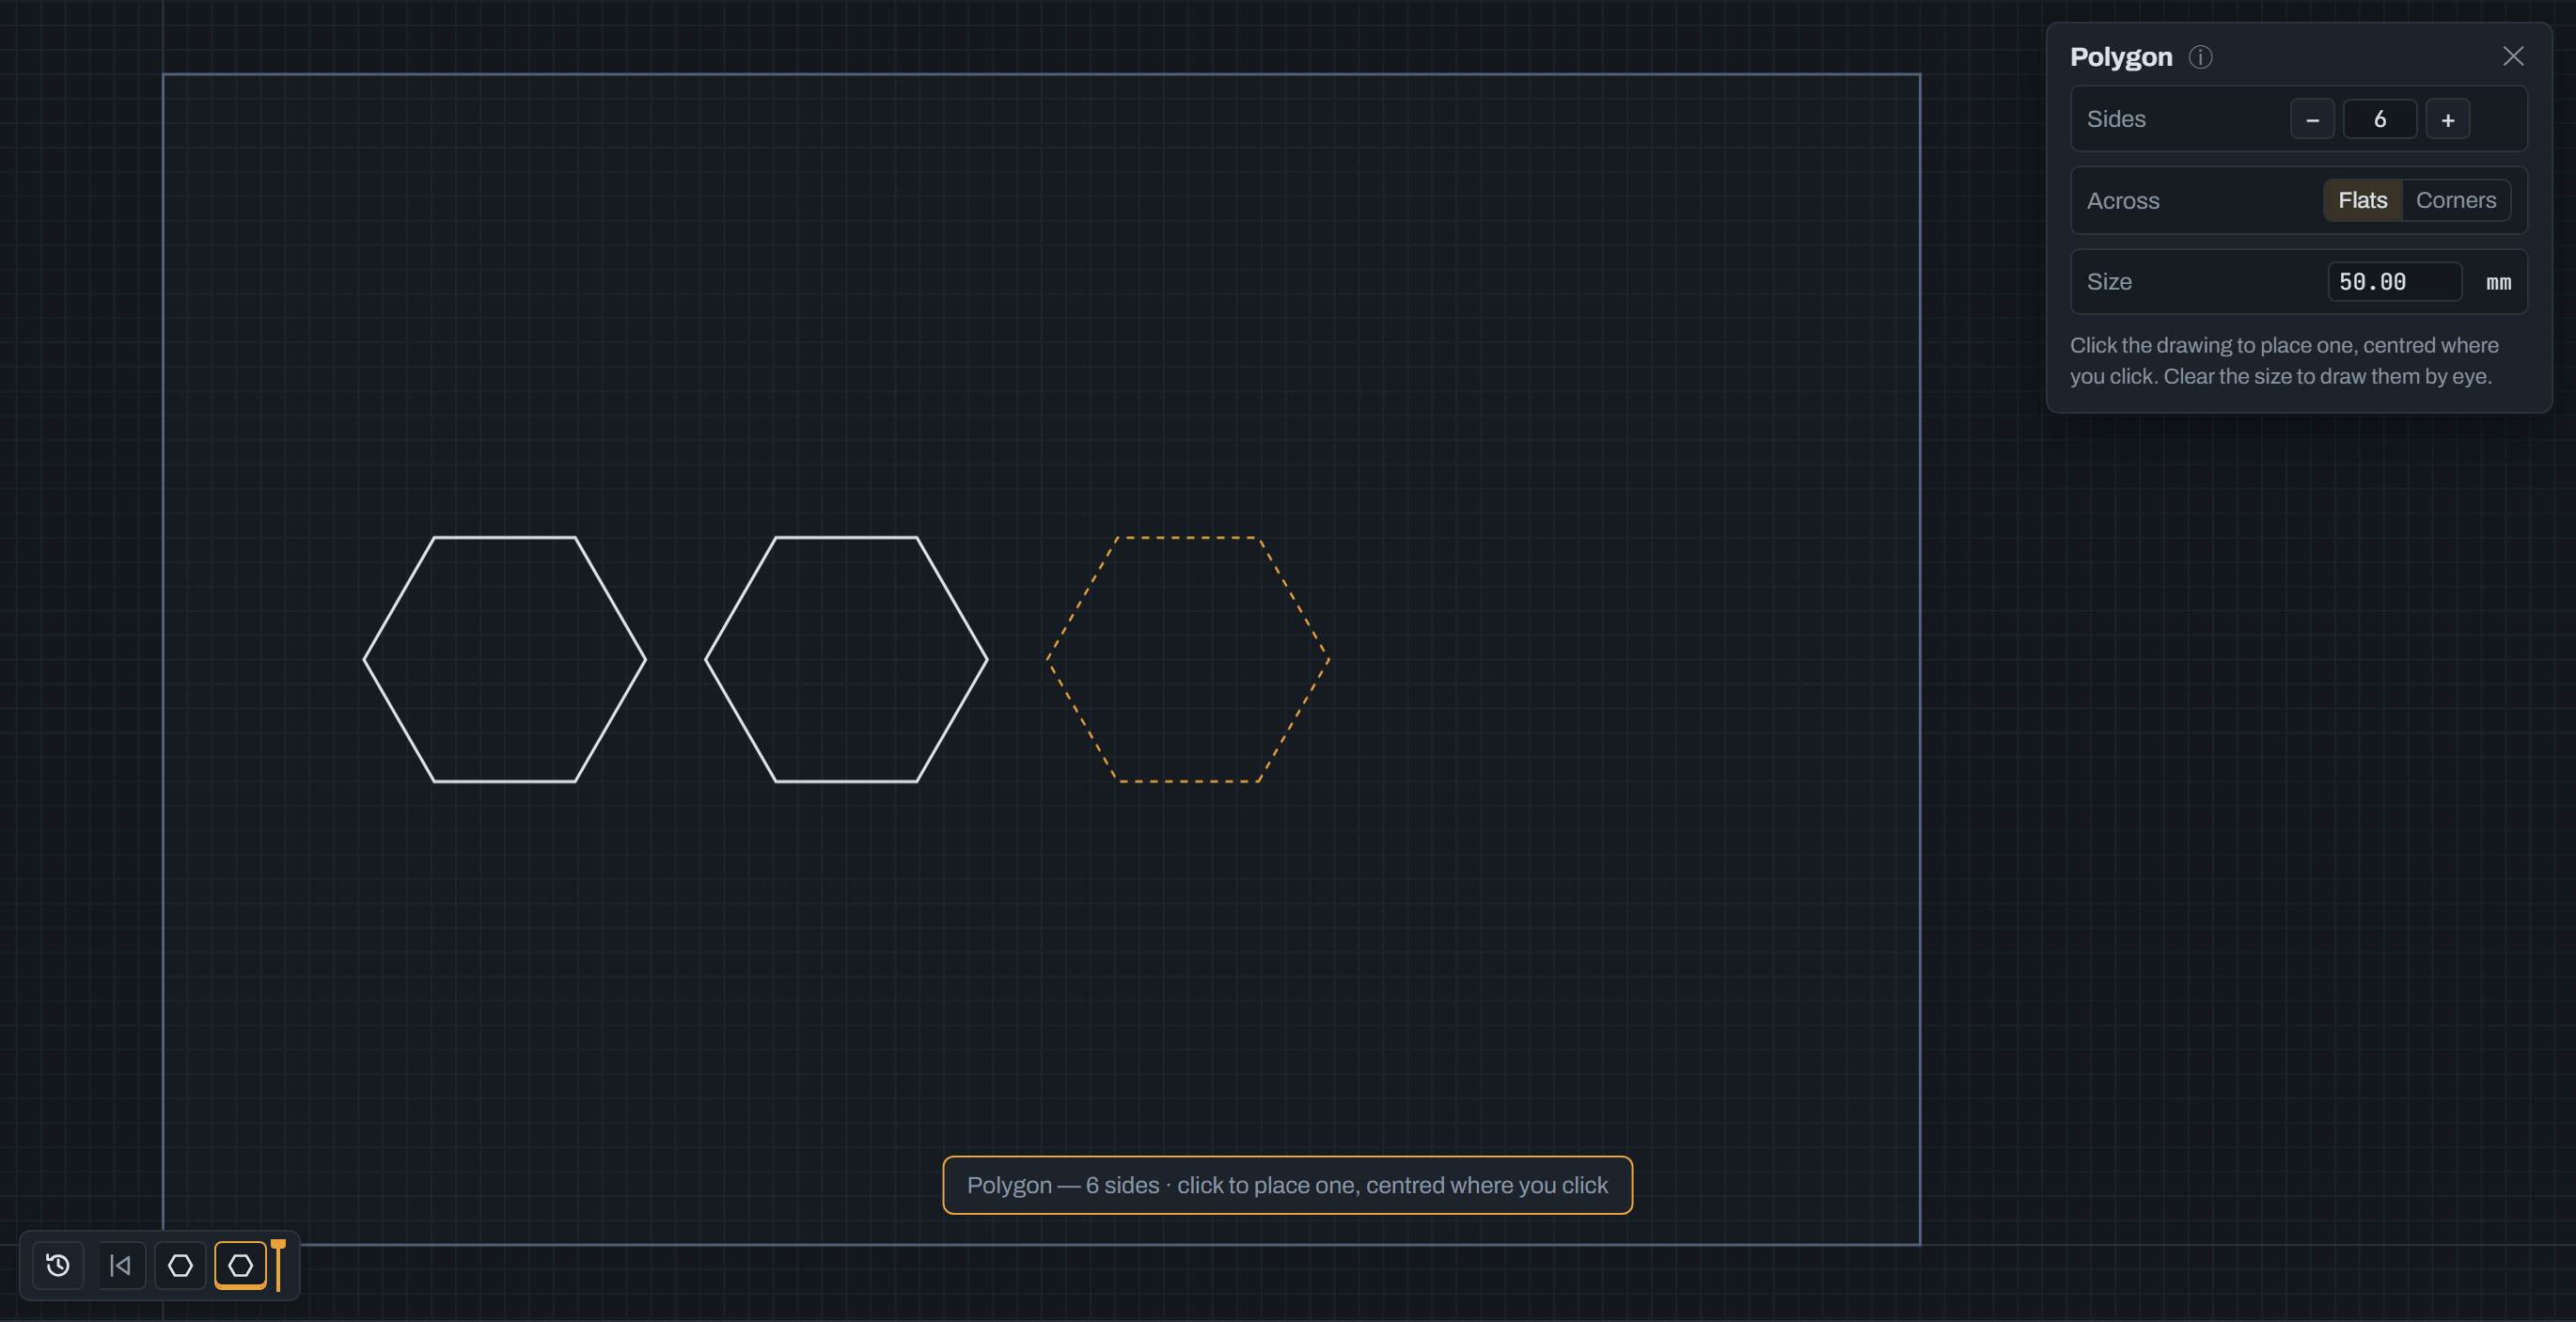 Polygon
Sides
− 6 +
Across
Flats Corners
Size
50.00 mm
Click the drawing to place one, centred where
you click. Clear the size to draw them by eye.
Polygon — 6 sides · click to place one, centred where you click